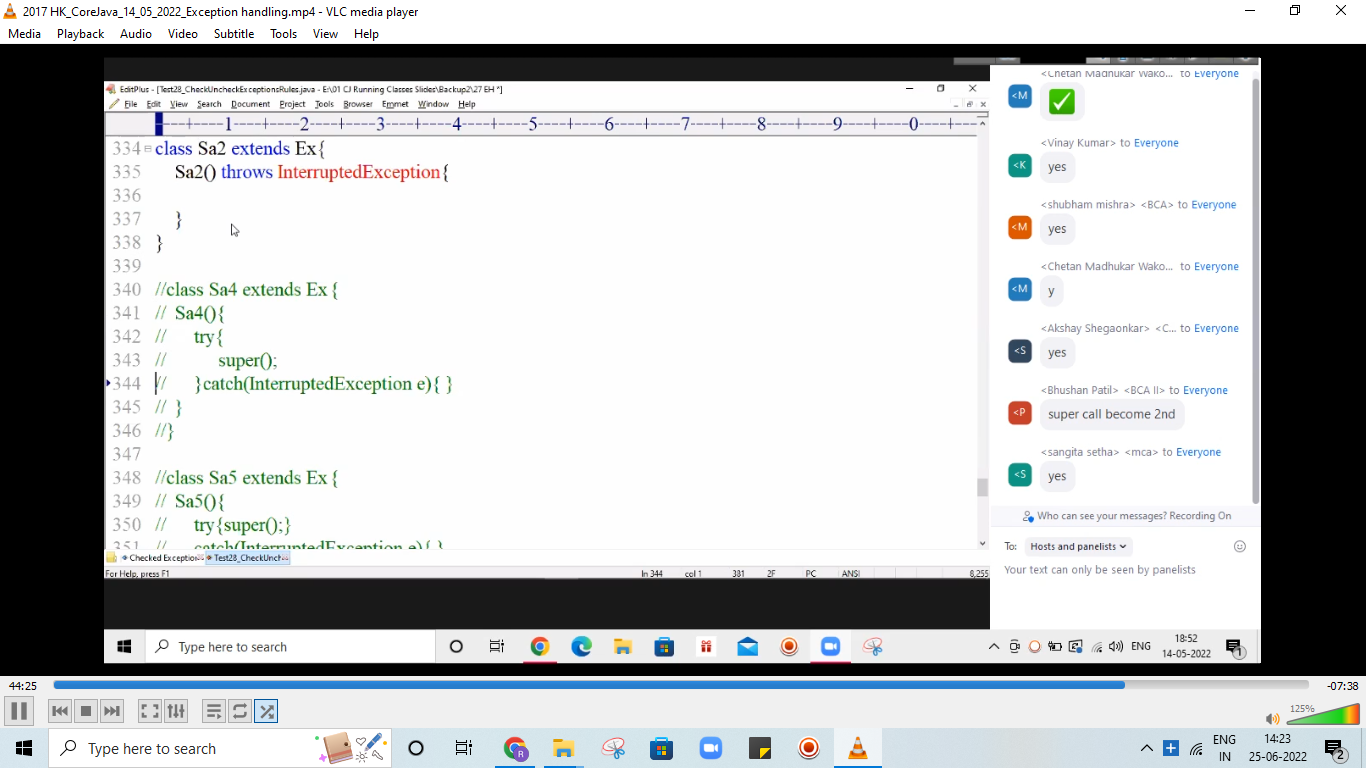 2017 HK_CoreJava_14_05_2022_Exception handling.mp4 - VLC media player
Media Playback Audio Video Subtitle Tools View Help
EditPlus - [Test28_CheckUncheckExceptionsRules.java - E:\01 CJ Running Classes Slides\Backup2\27 EH *]
File Edit View Search Document Project Tools Browser Emmet Window Help
----+----1----+----2----+----3----+----4----+----5----+----6----+----7----+----8----+----9----+----0----+---
334 class Sa2 extends Ex{
335 Sa2() throws InterruptedException{
336
337 }
338 }
339
340 //class Sa4 extends Ex {
341 // Sa4(){
342 // try{
343 // super();
344 // }catch(InterruptedException e){ }
345 // }
346 //}
347
348 //class Sa5 extends Ex {
349 // Sa5(){
350 // try{super();}
351 // catch(InterruptedException e){ }
Checked Exception Test28_CheckUnch
For Help, press F1 ln 344 col 1 381 2F PC ANSI 8,255
<Chetan Madhukar Wako... to Everyone
<M
<Vinay Kumar> to Everyone
<K yes
<shubham mishra> <BCA> to Everyone
<M yes
<Chetan Madhukar Wako... to Everyone
<M y
<Akshay Shegaonkar> <C... to Everyone
<S yes
<Bhushan Patil> <BCA II> to Everyone
<P super call become 2nd
<sangita setha> <mca> to Everyone
<S yes
Who can see your messages? Recording On
To: Hosts and panelists
Your text can only be seen by panelists
Type here to search ENG 18:52
14-05-2022 1
44:25 -07:38
125%
Type here to search R ENG 14:23
IN 25-06-2022 2